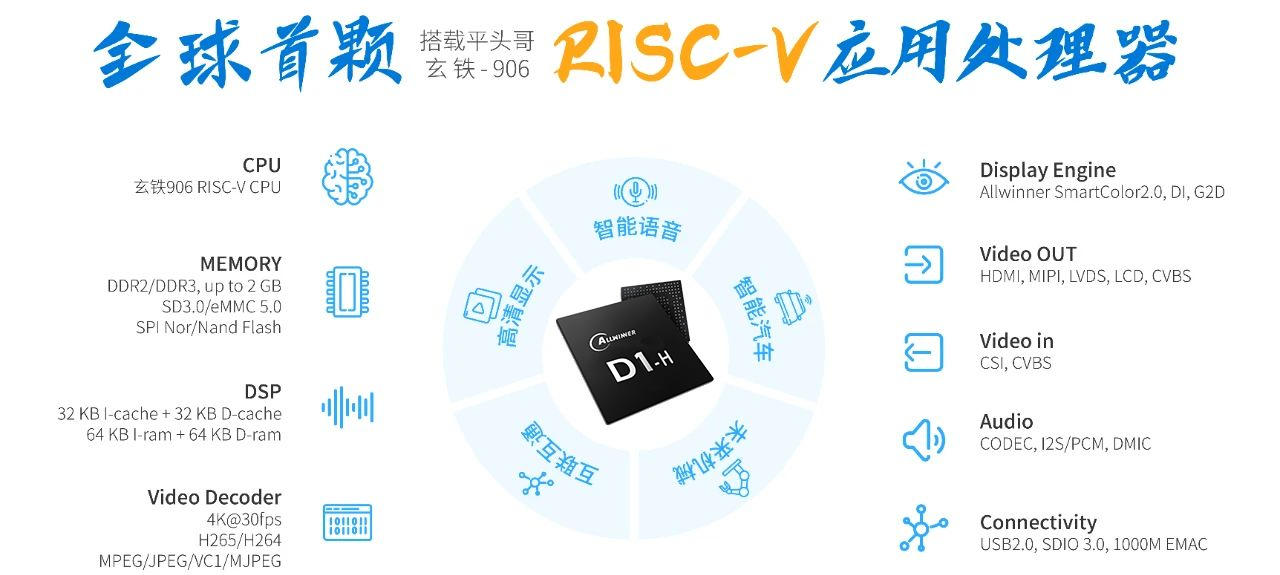 全球首颗 搭载平头哥 玄铁-906 RISC-V 应用处理器
CPU
玄铁906 RISC-V CPU
MEMORY
DDR2/DDR3, up to 2 GB
SD3.0/eMMC 5.0
SPI Nor/Nand Flash
DSP
32 KB I-cache + 32 KB D-cache
64 KB I-ram + 64 KB D-ram
Video Decoder
4K@30fps
H265/H264
MPEG/JPEG/VC1/MJPEG
智能语音
智能汽车
未来机械
互联互通
高清显示
ALLWINNER
D1-H
Display Engine
Allwinner SmartColor2.0, DI, G2D
Video OUT
HDMI, MIPI, LVDS, LCD, CVBS
Video in
CSI, CVBS
Audio
CODEC, I2S/PCM, DMIC
Connectivity
USB2.0, SDIO 3.0, 1000M EMAC